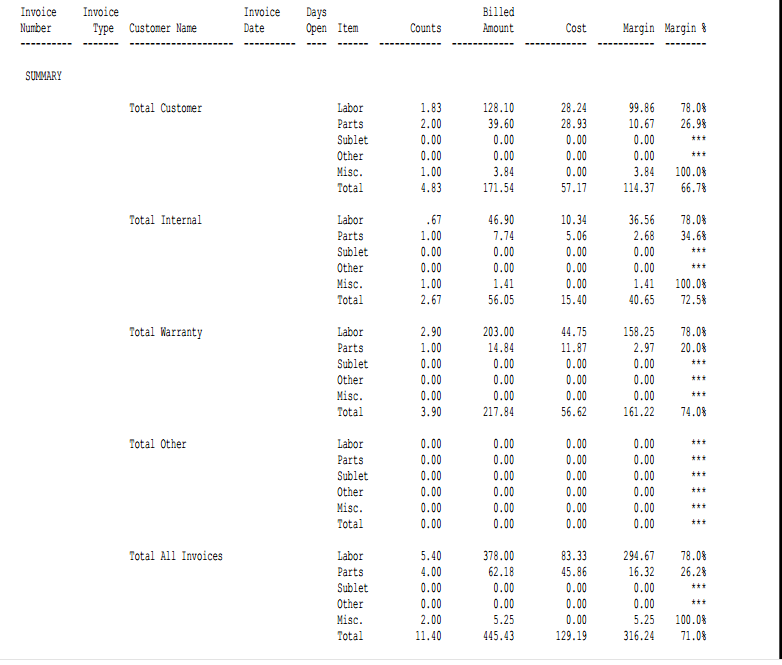 Invoice Invoice Invoice Days Billed
Number Type Customer Name Date Open Item Counts Amount Cost Margin Margin %
---------- ------- -------------------- ---------- ---- ------ ------------ ------------ ------------ ----------- --------
SUMMARY
Total Customer Labor 1.83 128.10 28.24 99.86 78.0%
Parts 2.00 39.60 28.93 10.67 26.9%
Sublet 0.00 0.00 0.00 0.00 ***
Other 0.00 0.00 0.00 0.00 ***
Misc. 1.00 3.84 0.00 3.84 100.0%
Total 4.83 171.54 57.17 114.37 66.7%
Total Internal Labor .67 46.90 10.34 36.56 78.0%
Parts 1.00 7.74 5.06 2.68 34.6%
Sublet 0.00 0.00 0.00 0.00 ***
Other 0.00 0.00 0.00 0.00 ***
Misc. 1.00 1.41 0.00 1.41 100.0%
Total 2.67 56.05 15.40 40.65 72.5%
Total Warranty Labor 2.90 203.00 44.75 158.25 78.0%
Parts 1.00 14.84 11.87 2.97 20.0%
Sublet 0.00 0.00 0.00 0.00 ***
Other 0.00 0.00 0.00 0.00 ***
Misc. 0.00 0.00 0.00 0.00 ***
Total 3.90 217.84 56.62 161.22 74.0%
Total Other Labor 0.00 0.00 0.00 0.00 ***
Parts 0.00 0.00 0.00 0.00 ***
Sublet 0.00 0.00 0.00 0.00 ***
Other 0.00 0.00 0.00 0.00 ***
Misc. 0.00 0.00 0.00 0.00 ***
Total 0.00 0.00 0.00 0.00 ***
Total All Invoices Labor 5.40 378.00 83.33 294.67 78.0%
Parts 4.00 62.18 45.86 16.32 26.2%
Sublet 0.00 0.00 0.00 0.00 ***
Other 0.00 0.00 0.00 0.00 ***
Misc. 2.00 5.25 0.00 5.25 100.0%
Total 11.40 445.43 129.19 316.24 71.0%